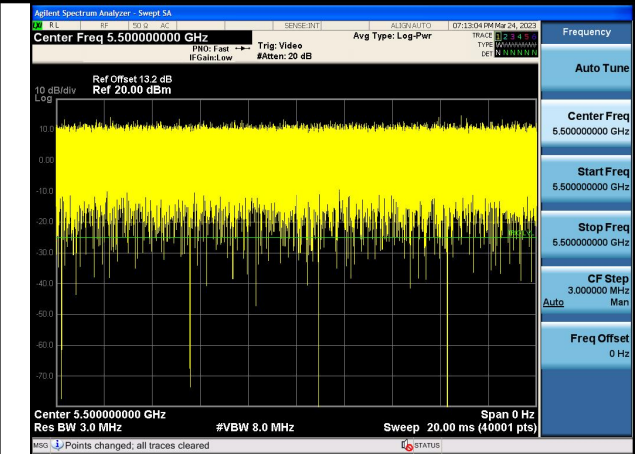 Agilent Spectrum Analyzer - Swept SA
RL RF 50 Ω AC SENSE:INT ALIGN AUTO 07:13:04 PM Mar 24, 2023
Center Freq 5.500000000 GHz
Avg Type: Log-Pwr
TRACE 1 2 3 4 5 6
PNO: Fast
Trig: Video
TYPE
IFGain:Low
#Atten: 20 dB
DET N N N N N N
Ref Offset 13.2 dB
10 dB/div Ref 20.00 dBm
Log
10.0
0.00
-10.0
-20.0
-30.0
-40.0
-50.0
-60.0
-70.0
Center 5.500000000 GHz
Span 0 Hz
Res BW 3.0 MHz
#VBW 8.0 MHz
Sweep 20.00 ms (40001 pts)
MSG Points changed; all traces cleared
STATUS
Frequency
Auto Tune
Center Freq
5.500000000 GHz
Start Freq
5.500000000 GHz
Stop Freq
5.500000000 GHz
CF Step
3.000000 MHz
Auto Man
Freq Offset
0 Hz